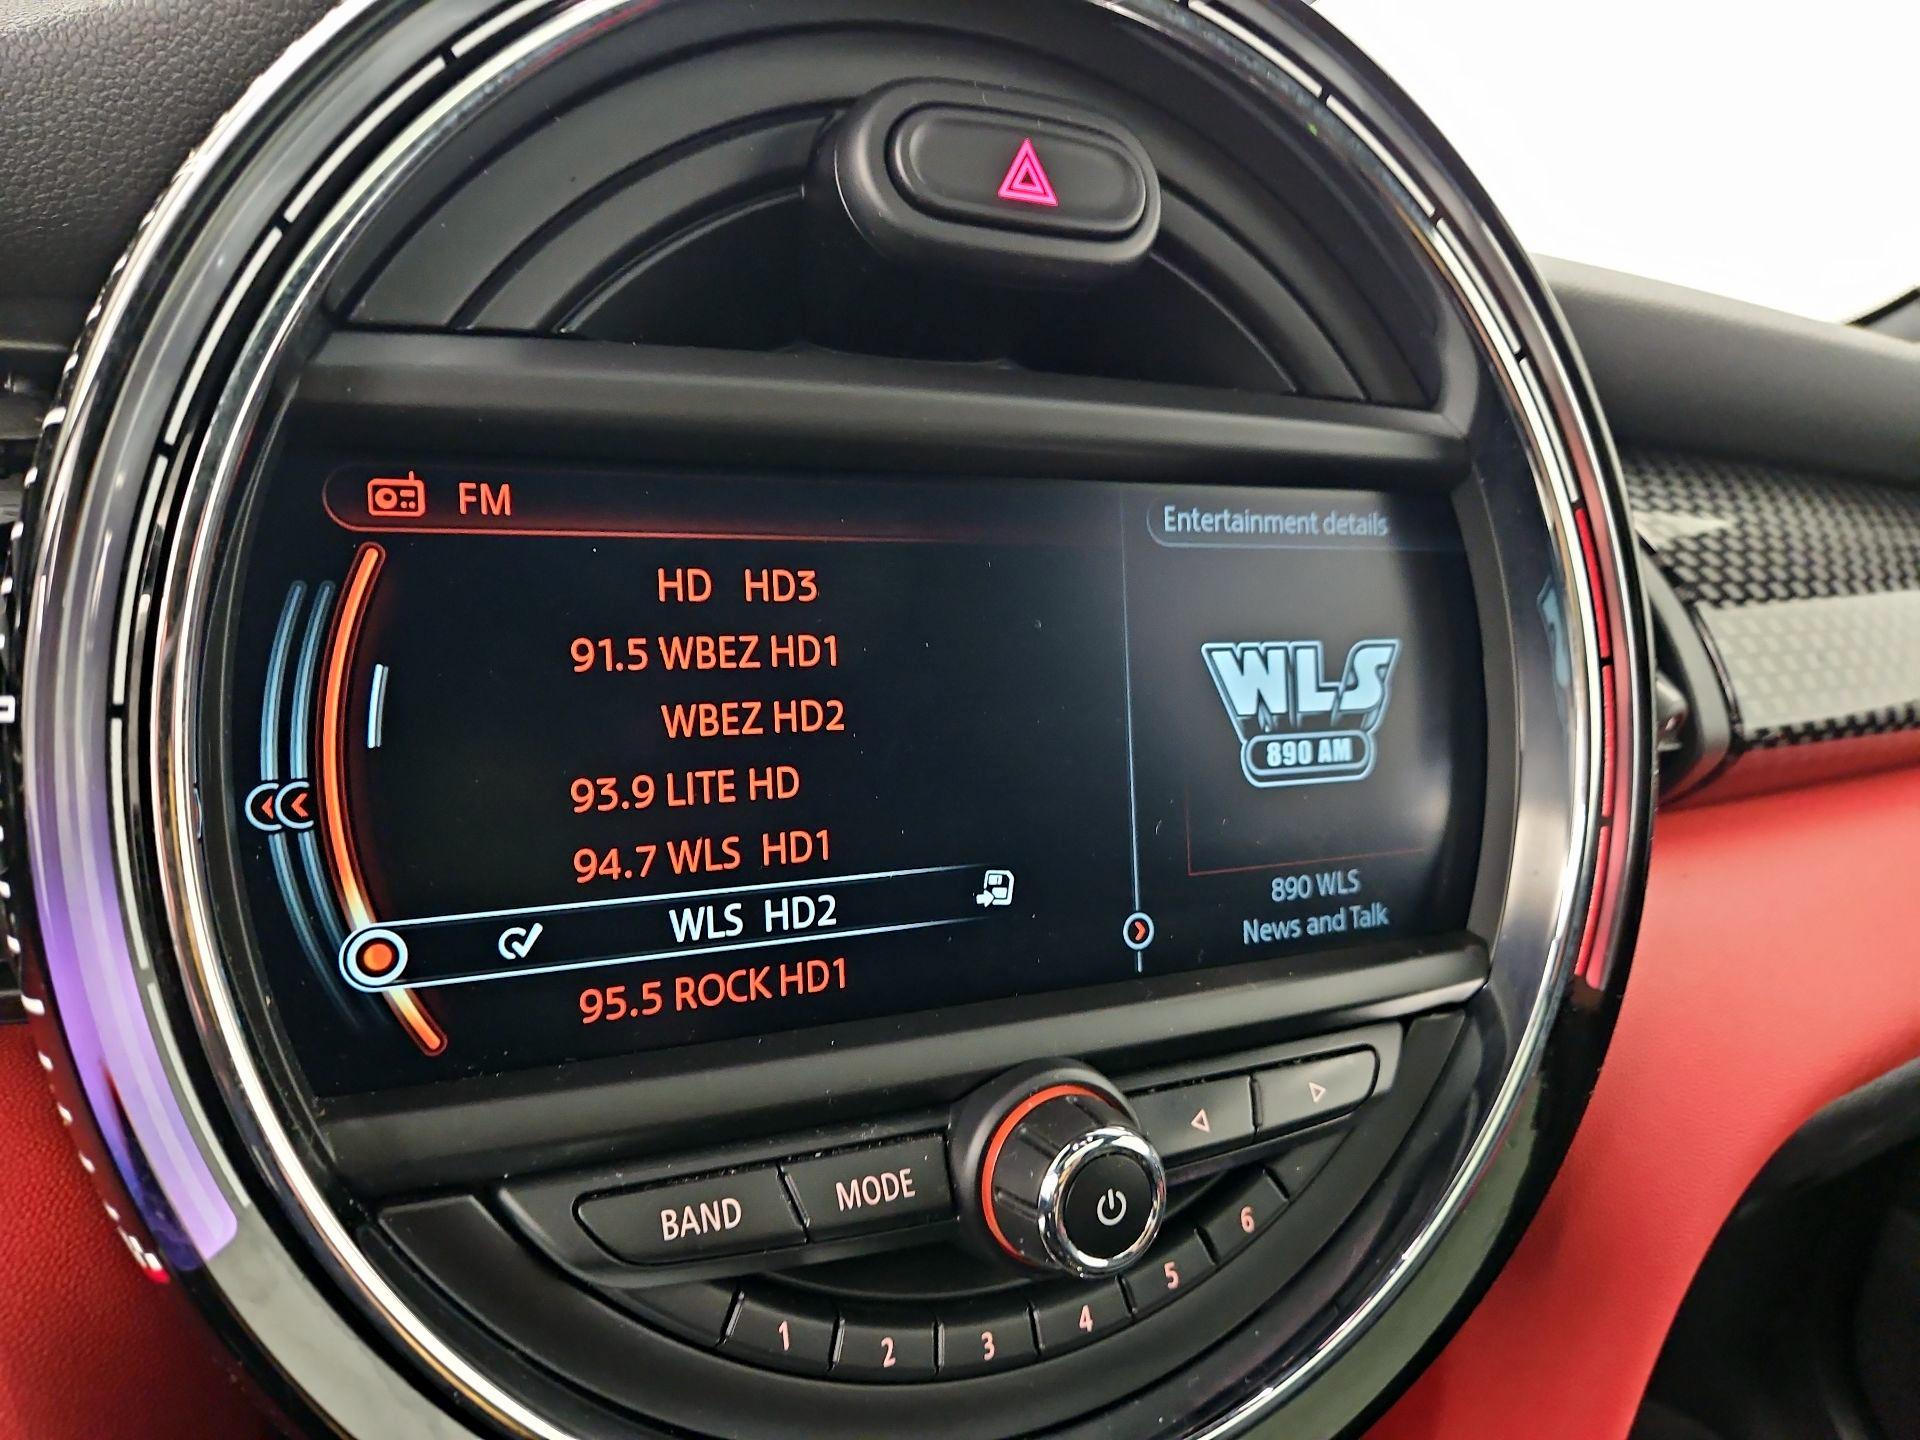 FM
Entertainment details
HD HD3
91.5 WBEZ HD1
WBEZ HD2
93.9 LITE HD
94.7 WLS HD1
WLS HD2
95.5 ROCK HD1
WLS
890 AM
890 WLS
News and Talk
BAND
MODE
1
2
3
4
5
6